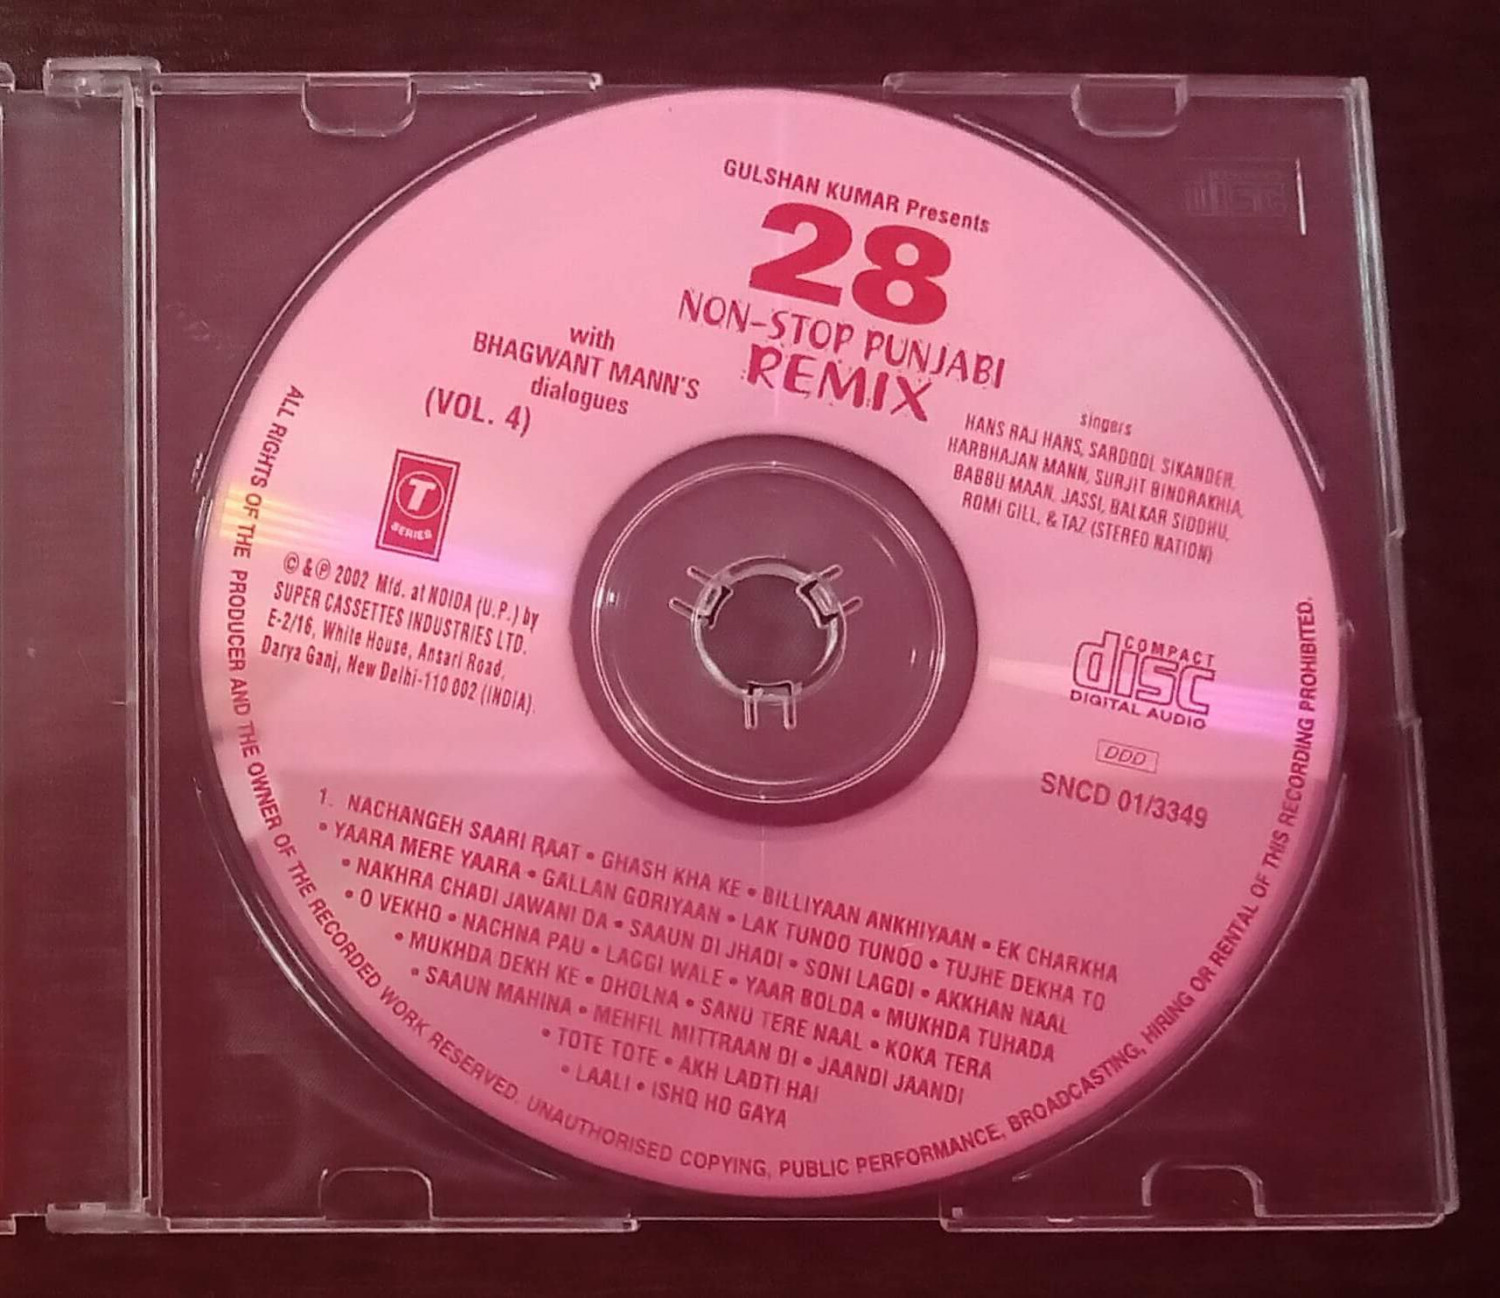 GULSHAN KUMAR Presents
28
NON-STOP PUNJABI
REMIX
with
BHAGWANT MANN'S
dialogues
(VOL. 4)
singers
HANS RAJ HANS, SARDOOL SIKANDER,
HARBHAJAN MANN, SURJIT BINDRAKHIA,
BABBU MAAN, JASSI, BALKAR SIDDHU,
ROMI GILL, & TAZ (STEREO NATION)
T
SERIES
© & ℗ 2002 Mfd. at NOIDA (U.P.) by
SUPER CASSETTES INDUSTRIES LTD.
E-2/16, White House, Ansari Road,
Darya Ganj, New Delhi-110 002 (INDIA).
COMPACT
disc
DIGITAL AUDIO
DDD
SNCD 01/3349
1. NACHANGEH SAARI RAAT • GHASH KHA KE • BILLIYAAN ANKHIYAAN • EK CHARKHA
• YAARA MERE YAARA • GALLAN GORIYAAN • LAK TUNOO TUNOO • TUJHE DEKHA TO
• NAKHRA CHADI JAWANI DA • SAAUN DI JHADI • SONI LAGDI • AKKHAN NAAL
• O VEKHO • NACHNA PAU • LAGGI WALE • YAAR BOLDA • MUKHDA TUHADA
• MUKHDA DEKH KE • DHOLNA • SANU TERE NAAL • KOKA TERA
• SAAUN MAHINA • MEHFIL MITTRAAN DI • JAANDI JAANDI
• TOTE TOTE • AKH LADTI HAI
• LAALI • ISHQ HO GAYA
ALL RIGHTS OF THE PRODUCER AND THE OWNER OF THE RECORDED WORK RESERVED. UNAUTHORISED COPYING, PUBLIC PERFORMANCE, BROADCASTING, HIRING OR RENTAL OF THIS RECORDING PROHIBITED.